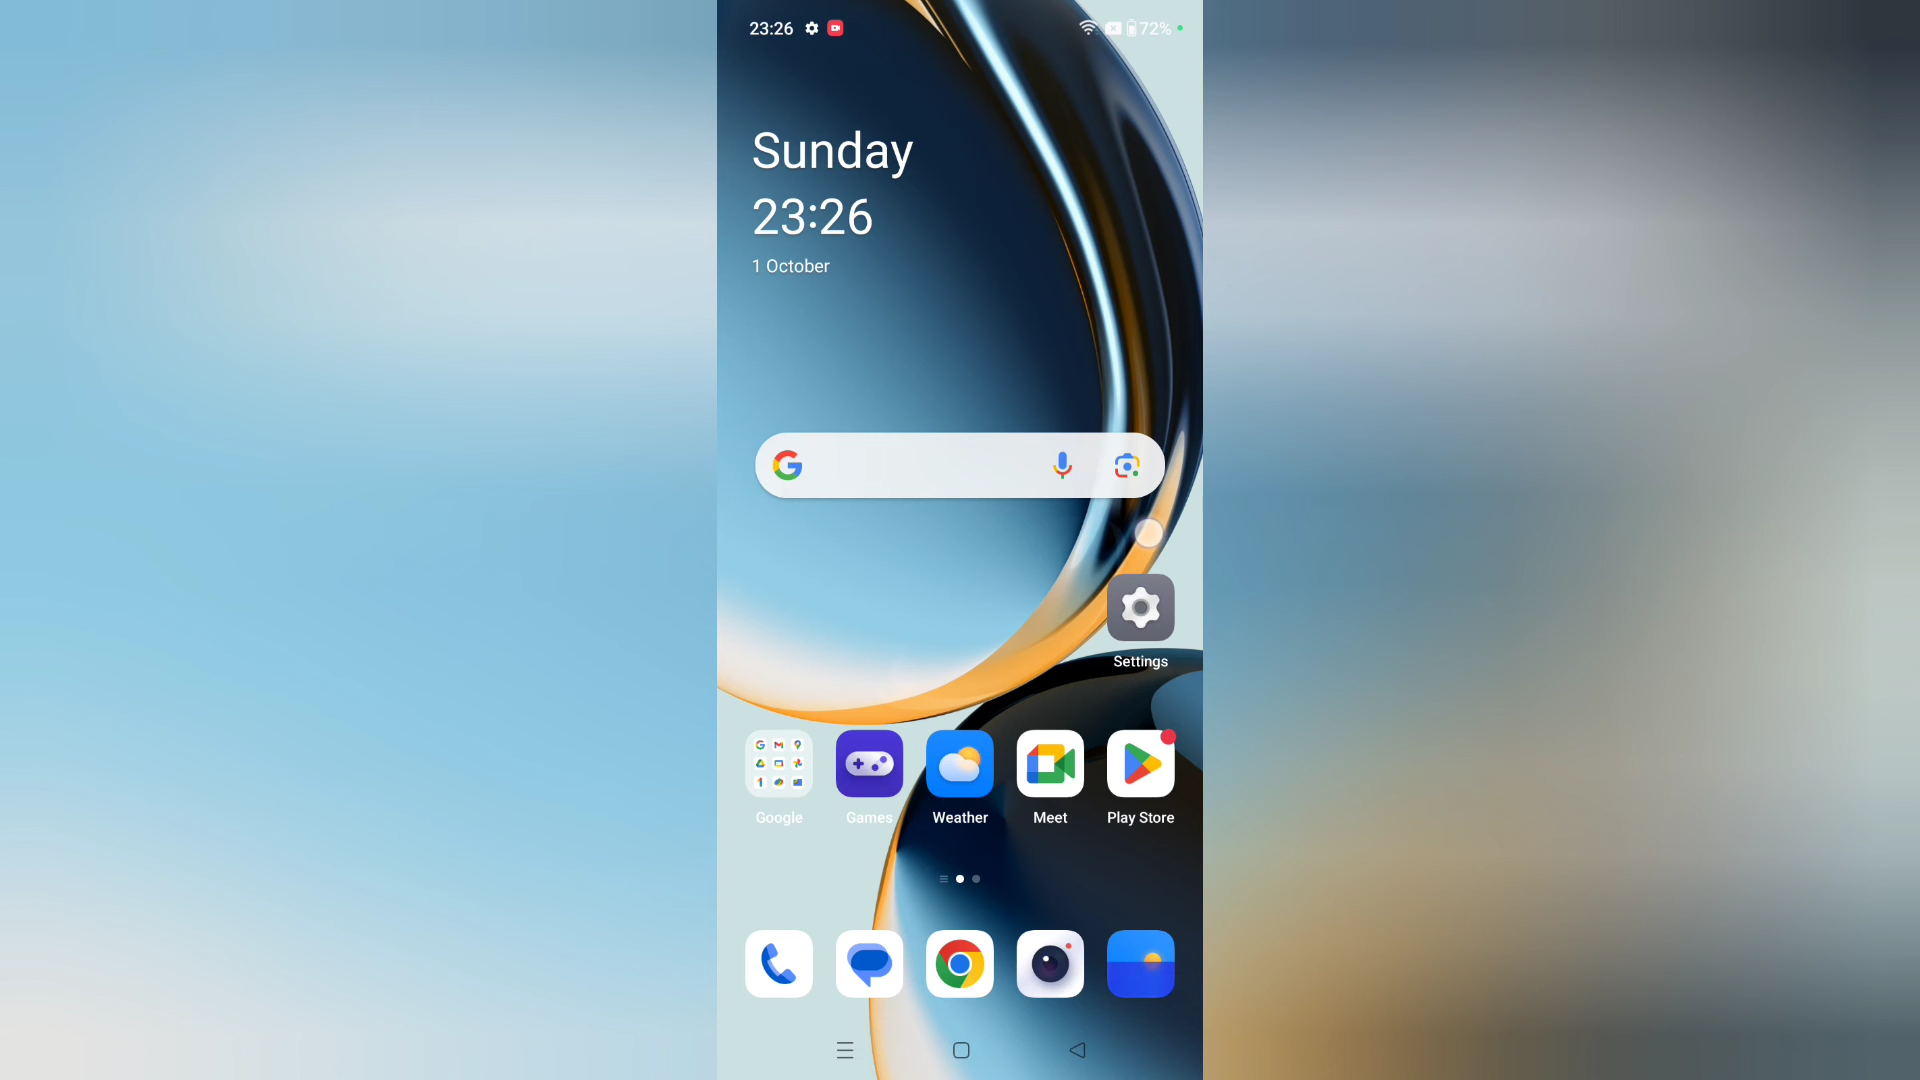 23:26
72%
Sunday
23:26
1 October
Settings
Google
Games
Weather
Meet
Play Store